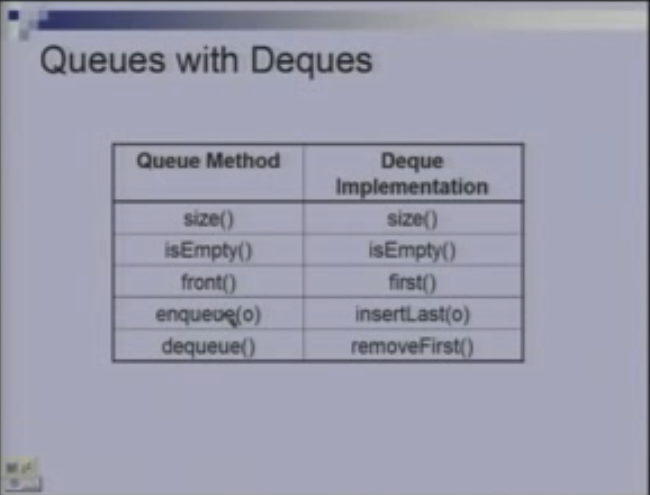 Queues with Deques
Queue Method Deque Implementation
size() size()
isEmpty() isEmpty()
front() first()
enqueue(o) insertLast(o)
dequeue() removeFirst()